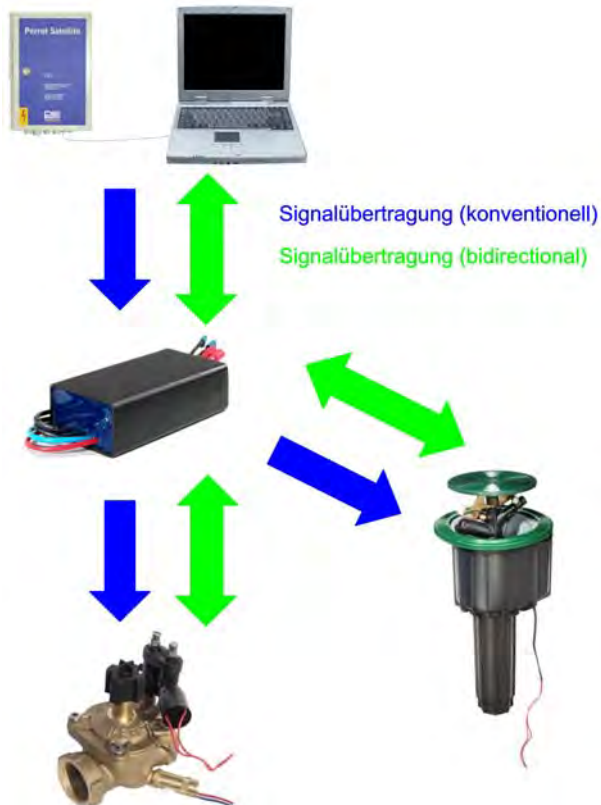 Perrot Satellite
Signalübertragung (konventionell)
Signalübertragung (bidirectional)